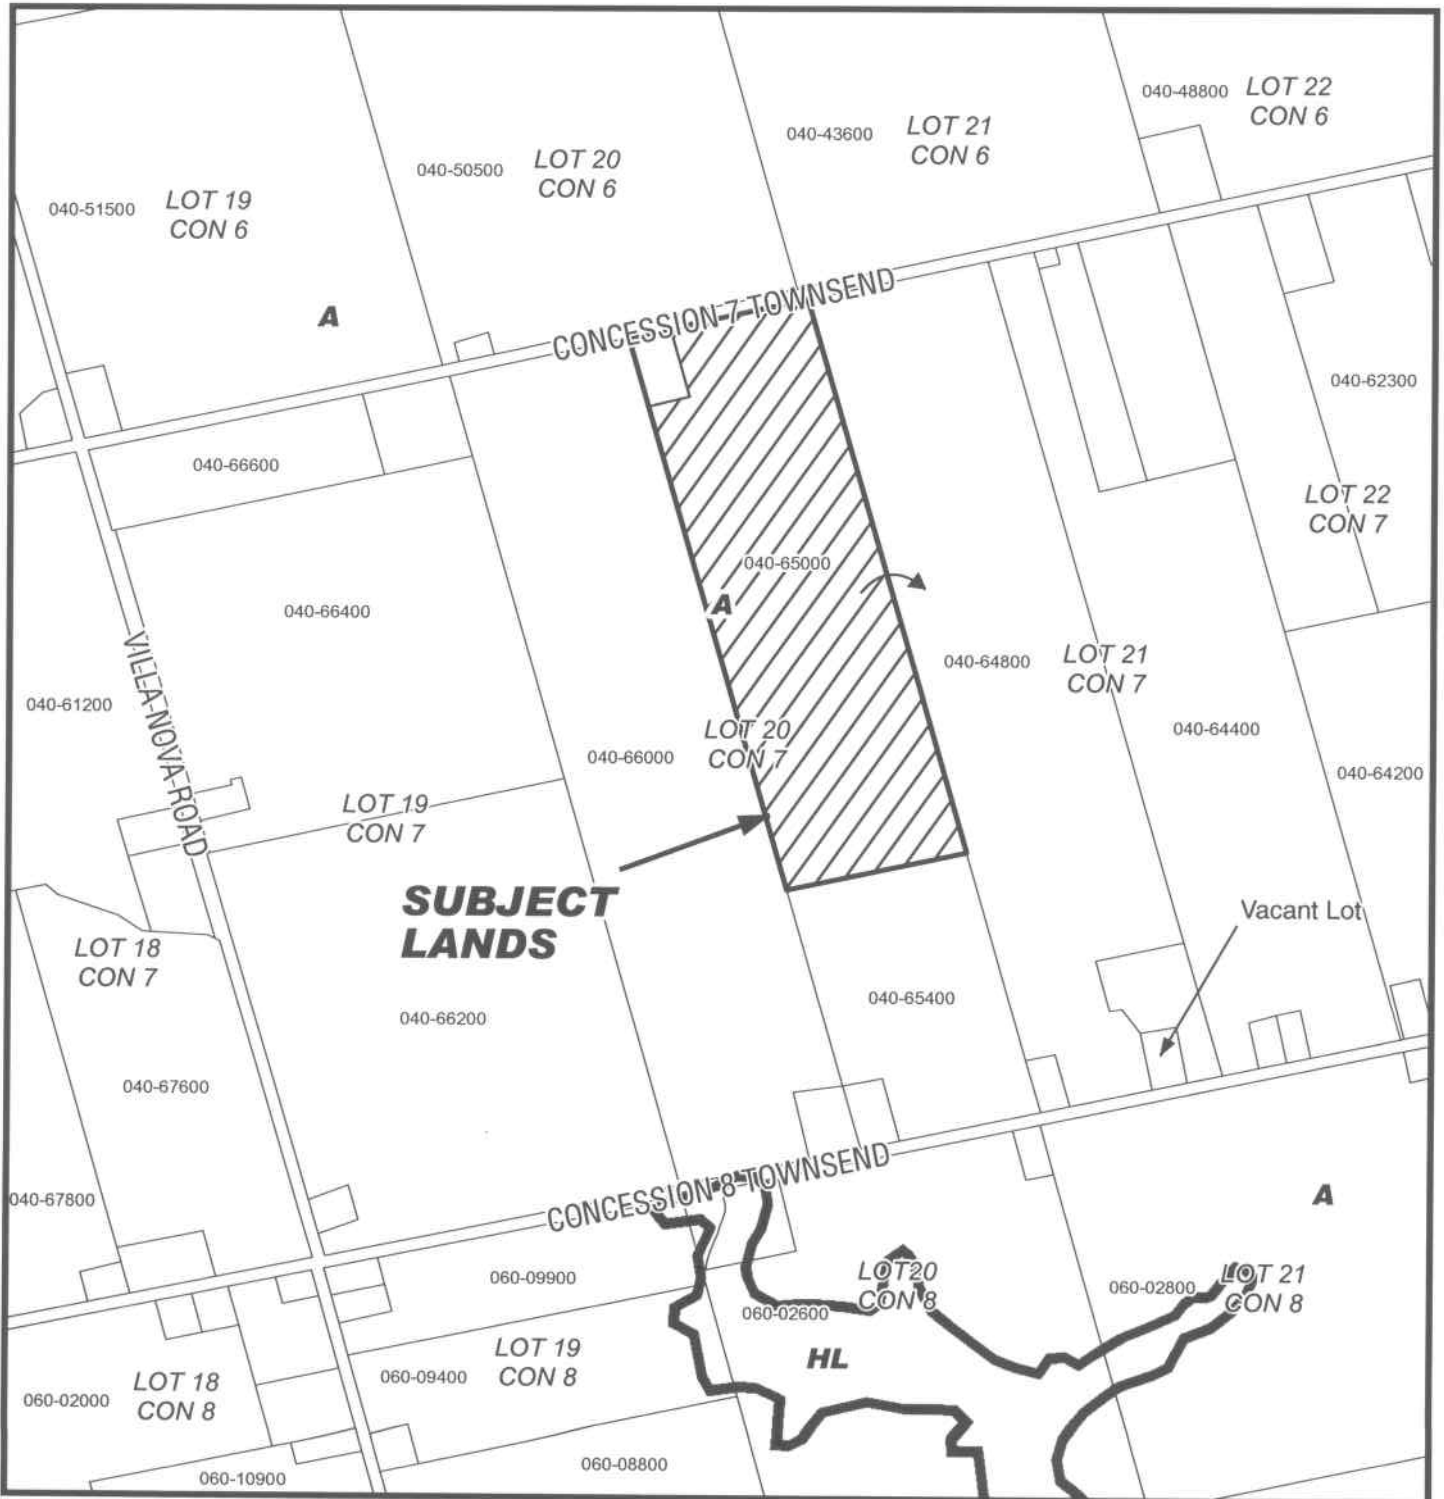 040-48800
LOT 22
CON 6
040-43600
LOT 21
CON 6
040-50500
LOT 20
CON 6
040-51500
LOT 19
CON 6
A
CONCESSION 7 TOWNSEND
040-62300
040-66600
LOT 22
CON 7
040-65000
A
040-66400
040-64800
LOT 21
CON 7
VILLA NOVA ROAD
040-61200
040-66000
LOT 20
CON 7
040-64400
040-64200
LOT 19
CON 7
SUBJECT
LANDS
Vacant Lot
LOT 18
CON 7
040-65400
040-66200
040-67600
CONCESSION 8 TOWNSEND
040-67800
A
060-09900
LOT20
CON 8
060-02800
LOT 21
CON 8
060-02600
LOT 19
CON 8
HL
060-09400
LOT 18
CON 8
060-02000
060-08800
060-10900